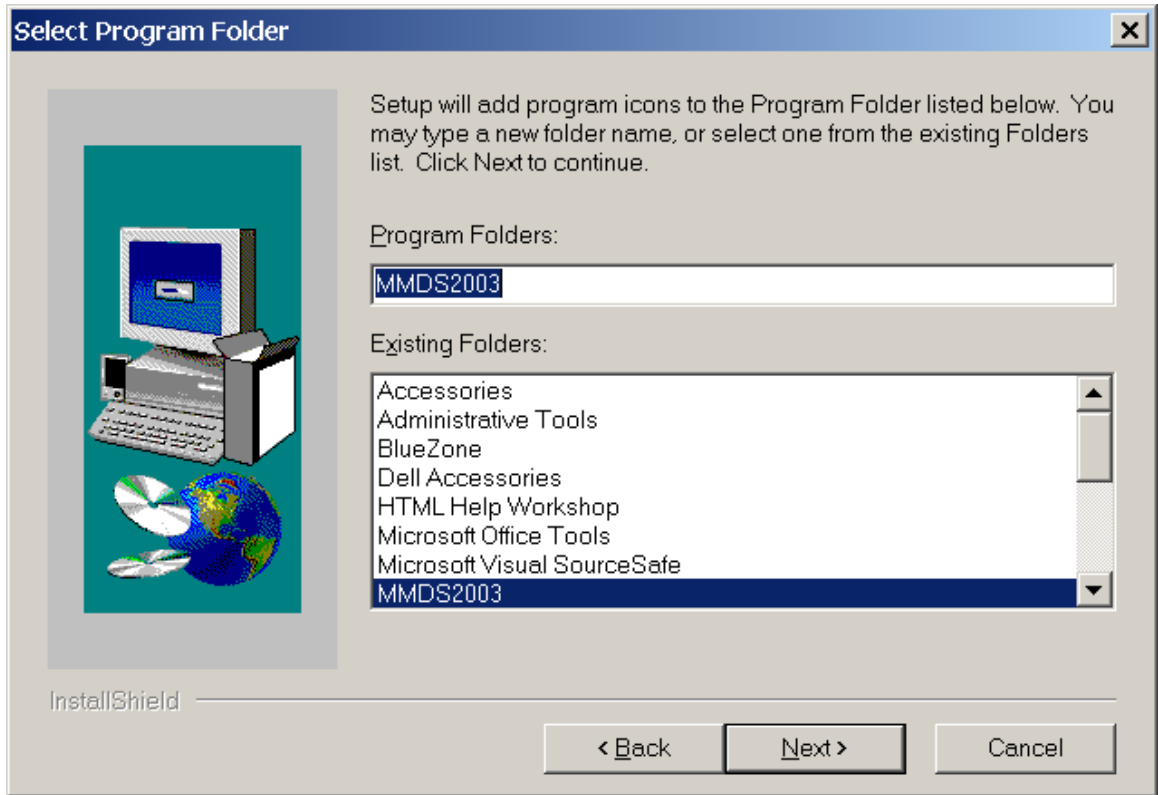 Select Program Folder
Setup will add program icons to the Program Folder listed below.  You
may type a new folder name, or select one from the existing Folders
list.  Click Next to continue.
Program Folders:
MMDS2003
Existing Folders:
Accessories
Administrative Tools
BlueZone
Dell Accessories
HTML Help Workshop
Microsoft Office Tools
Microsoft Visual SourceSafe
MMDS2003
InstallShield
< Back
Next >
Cancel